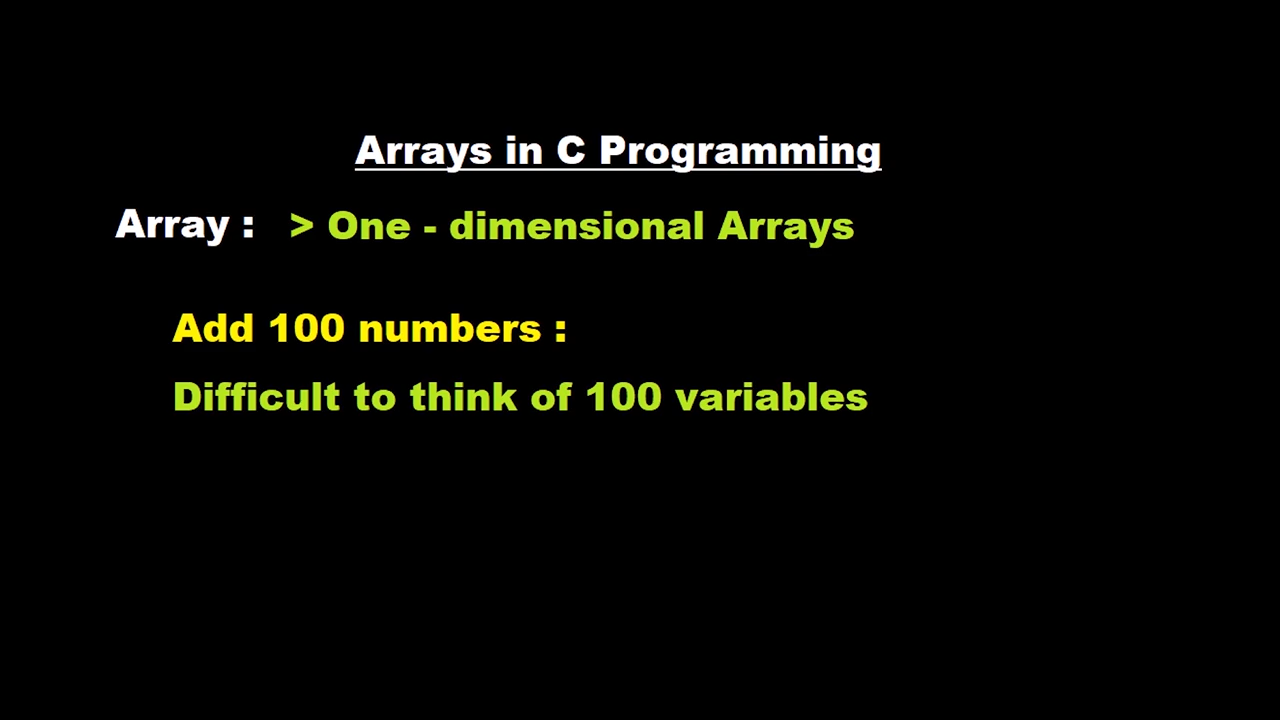 Arrays in C Programming
Array : > One - dimensional Arrays
Add 100 numbers :
Difficult to think of 100 variables